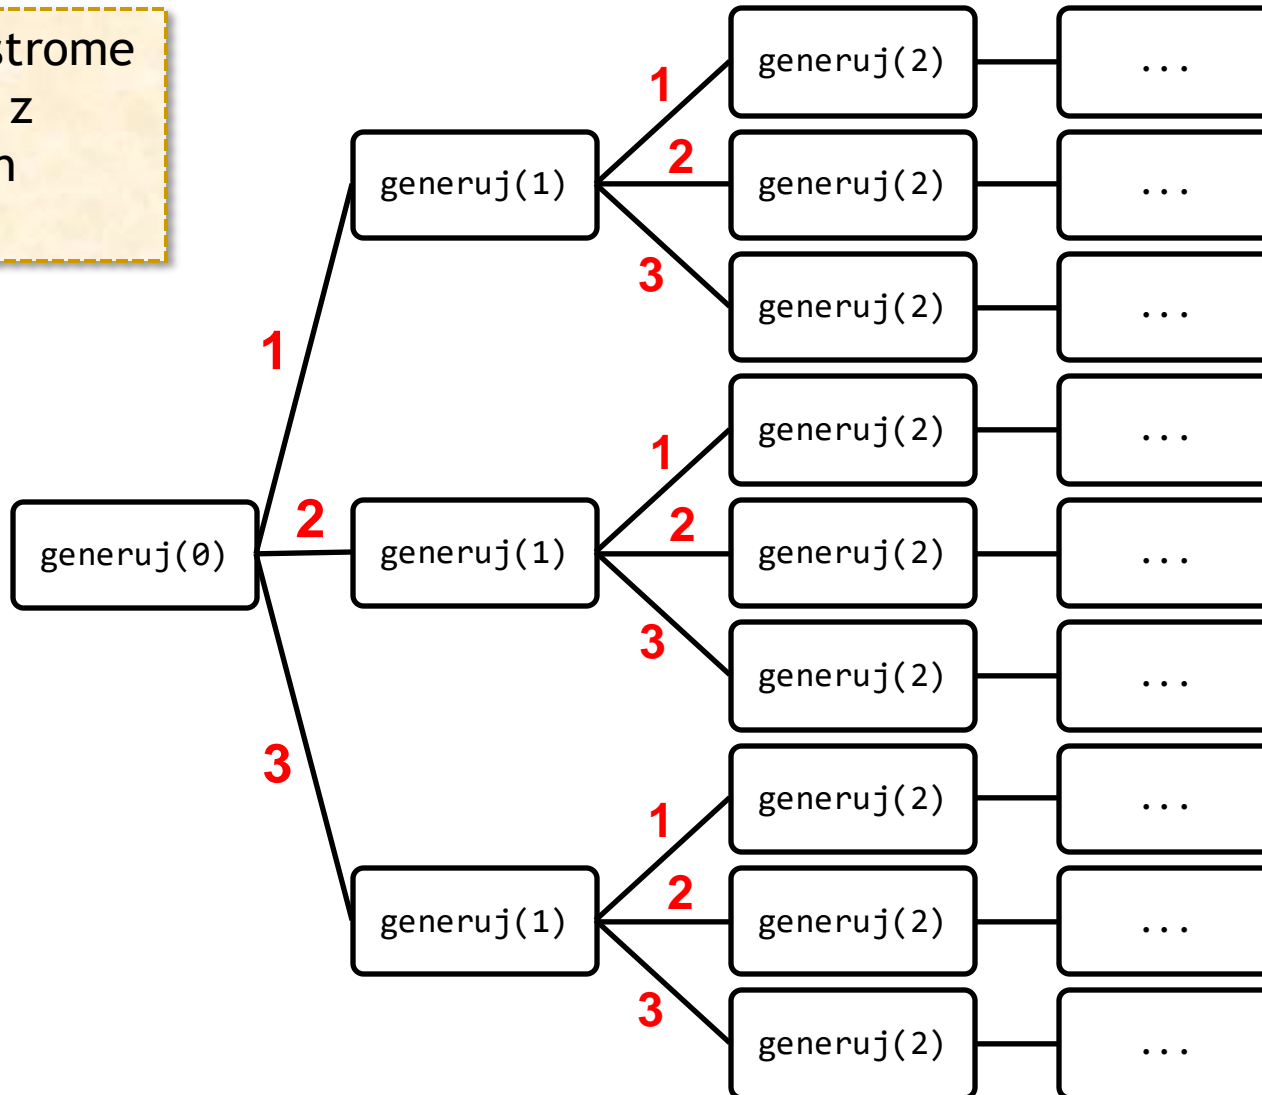 strome
z
generuj(2)
...
1
2
generuj(1)
generuj(2)
...
3
generuj(2)
...
1
generuj(2)
...
1
2
2
generuj(0)
generuj(1)
generuj(2)
...
3
generuj(2)
...
3
generuj(2)
...
1
2
generuj(1)
generuj(2)
...
3
generuj(2)
...